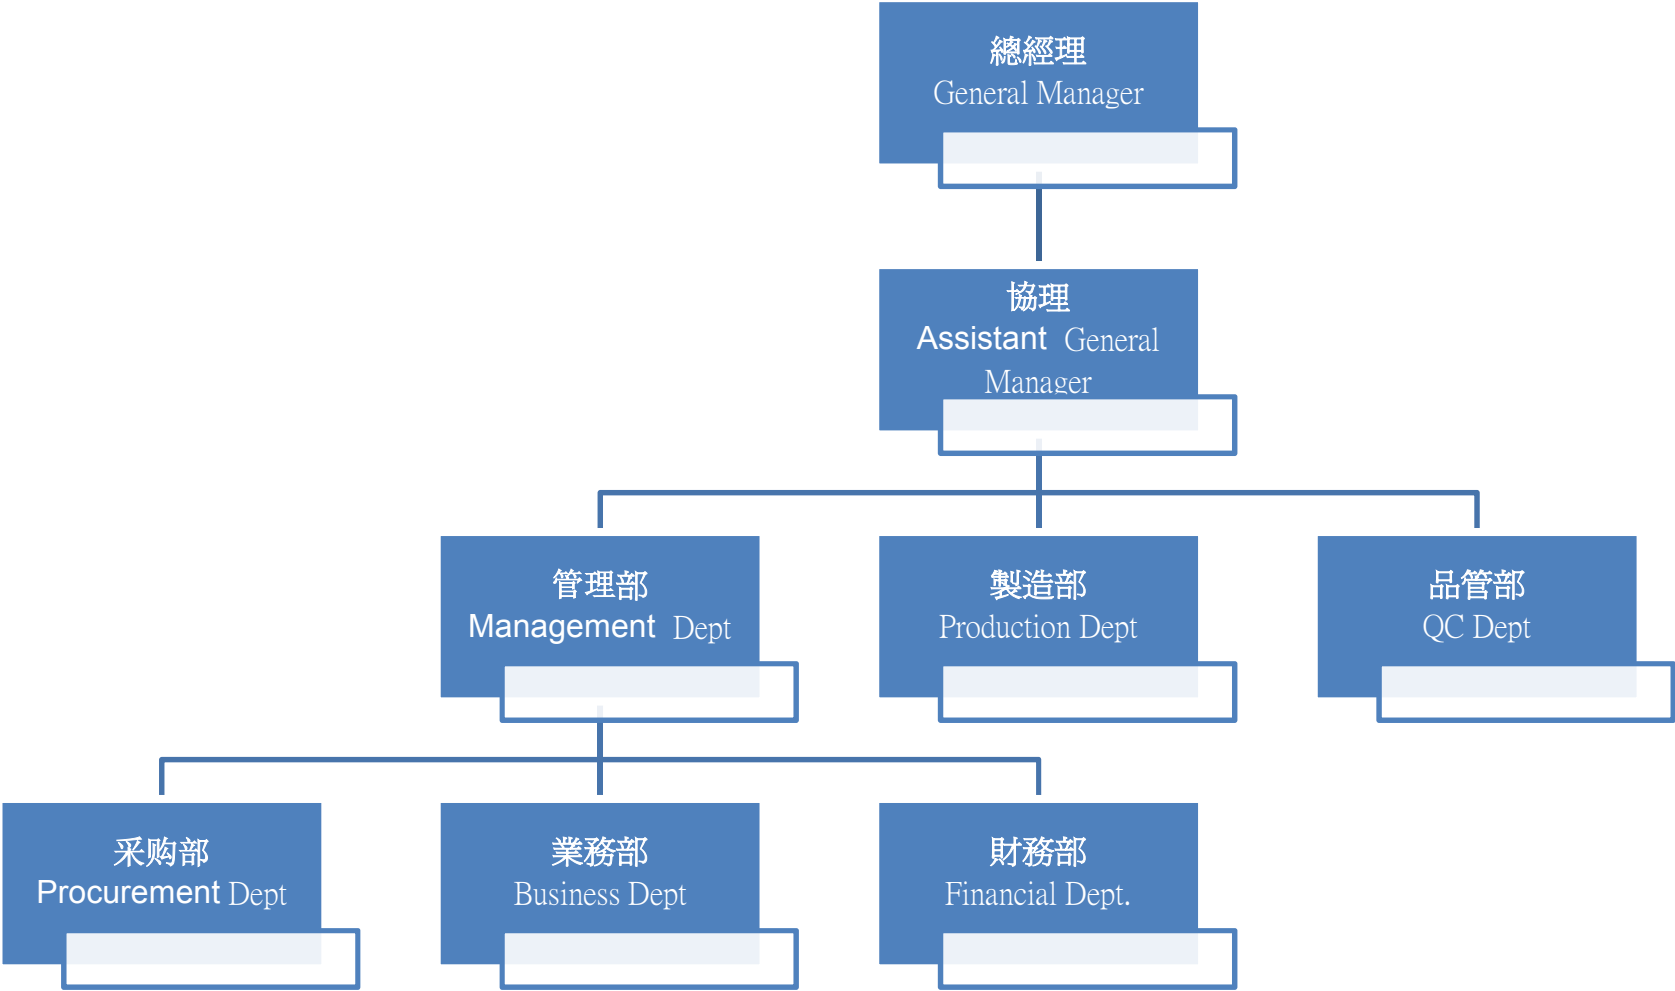 總經理
General Manager
協理
Assistant General
Manager
管理部
Management Dept
製造部
Production Dept
品管部
QC Dept
采购部
Procurement Dept
業務部
Business Dept
財務部
Financial Dept.